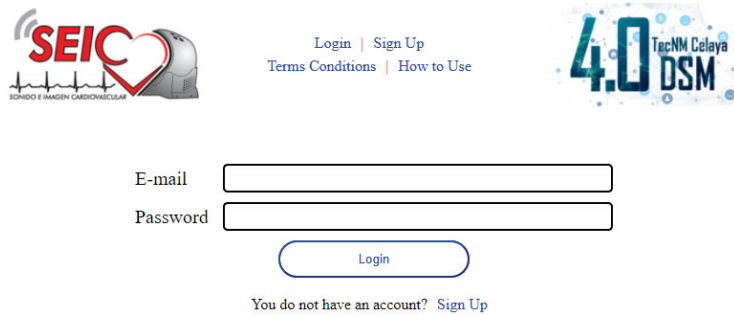 SEIC
SONIDO E IMAGEN CARDIOVASCULAR
Login | Sign Up
Terms Conditions | How to Use
4.0 TecNM Celaya
DSM
E-mail
Password
Login
You do not have an account? Sign Up